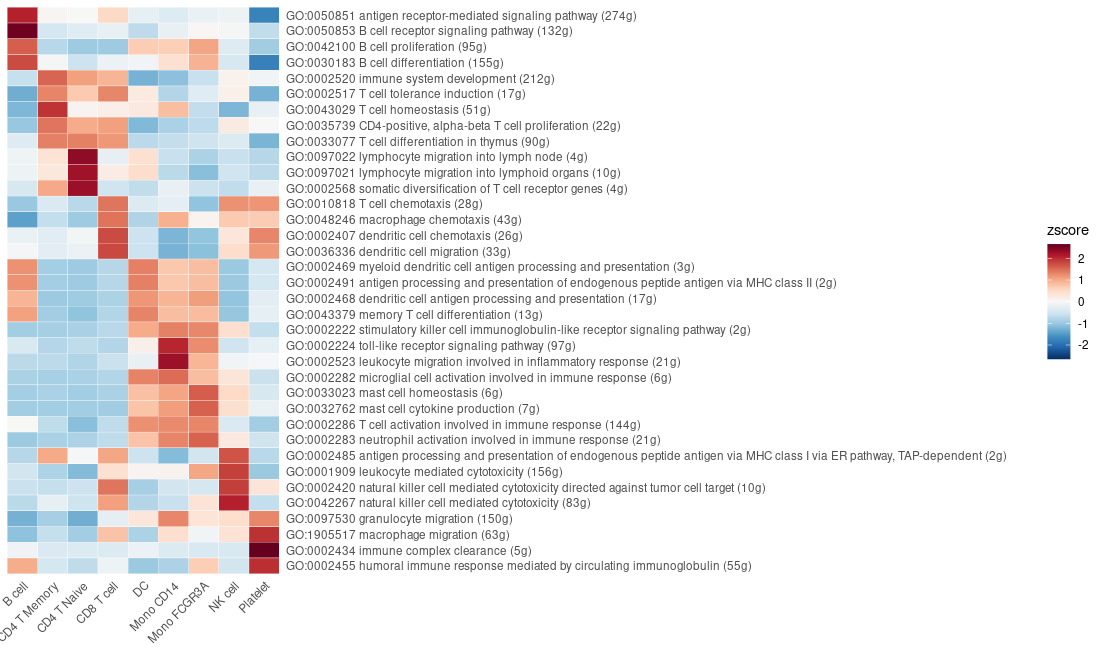 GO:0050851 antigen receptor-mediated signaling pathway (274g)
GO:0050853 B cell receptor signaling pathway (132g)
GO:0042100 B cell proliferation (95g)
GO:0030183 B cell differentiation (155g)
GO:0002520 immune system development (212g)
GO:0002517 T cell tolerance induction (17g)
GO:0043029 T cell homeostasis (51g)
GO:0035739 CD4-positive, alpha-beta T cell proliferation (22g)
GO:0033077 T cell differentiation in thymus (90g)
GO:0097022 lymphocyte migration into lymph node (4g)
GO:0097021 lymphocyte migration into lymphoid organs (10g)
GO:0002568 somatic diversification of T cell receptor genes (4g)
GO:0010818 T cell chemotaxis (28g)
GO:0048246 macrophage chemotaxis (43g)
GO:0002407 dendritic cell chemotaxis (26g)
GO:0036336 dendritic cell migration (33g)
GO:0002469 myeloid dendritic cell antigen processing and presentation (3g)
GO:0002491 antigen processing and presentation of endogenous peptide antigen via MHC class II (2g)
GO:0002468 dendritic cell antigen processing and presentation (17g)
GO:0043379 memory T cell differentiation (13g)
GO:0002222 stimulatory killer cell immunoglobulin-like receptor signaling pathway (2g)
GO:0002224 toll-like receptor signaling pathway (97g)
GO:0002523 leukocyte migration involved in inflammatory response (21g)
GO:0002282 microglial cell activation involved in immune response (6g)
GO:0033023 mast cell homeostasis (6g)
GO:0032762 mast cell cytokine production (7g)
GO:0002286 T cell activation involved in immune response (144g)
GO:0002283 neutrophil activation involved in immune response (21g)
GO:0002485 antigen processing and presentation of endogenous peptide antigen via MHC class I via ER pathway, TAP-dependent (2g)
GO:0001909 leukocyte mediated cytotoxicity (156g)
GO:0002420 natural killer cell mediated cytotoxicity directed against tumor cell target (10g)
GO:0042267 natural killer cell mediated cytotoxicity (83g)
GO:0097530 granulocyte migration (150g)
GO:1905517 macrophage migration (63g)
GO:0002434 immune complex clearance (5g)
GO:0002455 humoral immune response mediated by circulating immunoglobulin (55g)
B cell
CD4 T Memory
CD4 T Naive
CD8 T cell
DC
Mono CD14
Mono FCGR3A
NK cell
Platelet
zscore
2
1
0
-1
-2